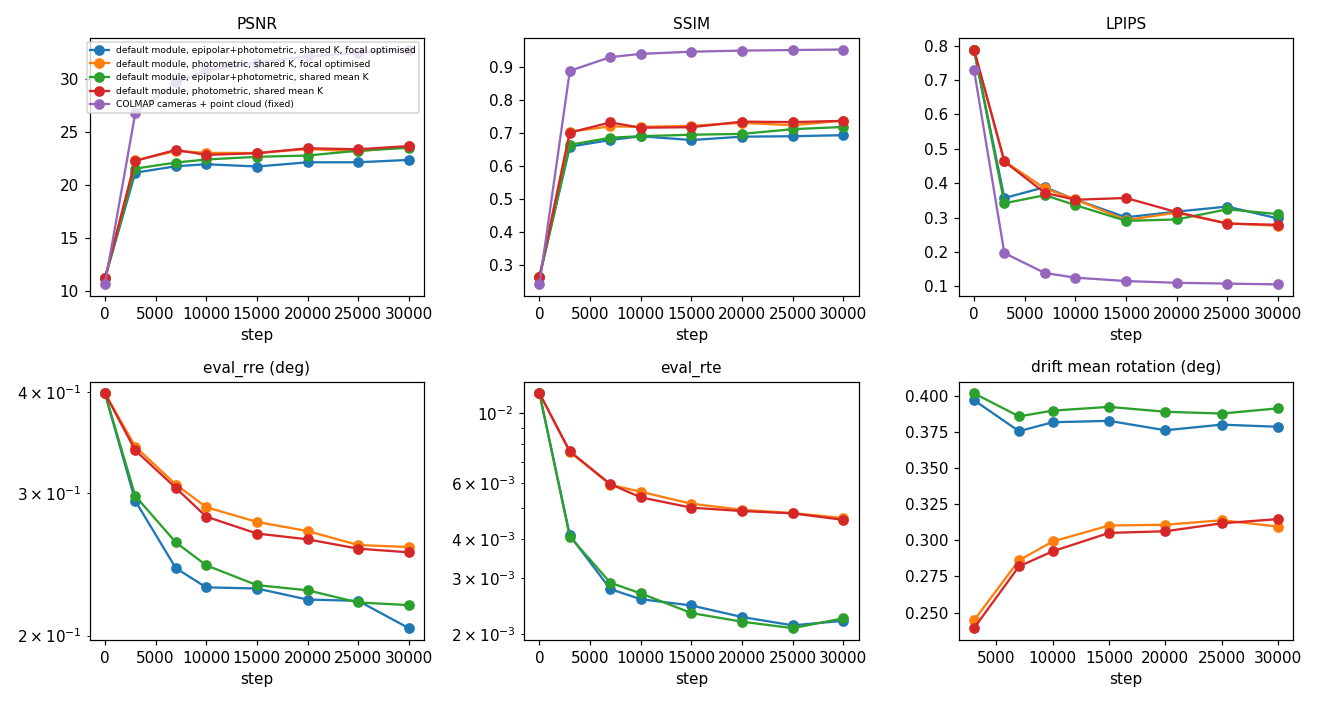 PSNR
default module, epipolar+photometric, shared K, focal optimised
default module, photometric, shared K, focal optimised
default module, epipolar+photometric, shared mean K
default module, photometric, shared mean K
COLMAP cameras + point cloud (fixed)
30
25
20
15
10
0 5000 10000 15000 20000 25000 30000
step
SSIM
0.9
0.8
0.7
0.6
0.5
0.4
0.3
0 5000 10000 15000 20000 25000 30000
step
LPIPS
0.8
0.7
0.6
0.5
0.4
0.3
0.2
0.1
0 5000 10000 15000 20000 25000 30000
step
eval_rre (deg)
4 × 10⁻¹
3 × 10⁻¹
2 × 10⁻¹
0 5000 10000 15000 20000 25000 30000
step
eval_rte
10⁻²
6 × 10⁻³
4 × 10⁻³
3 × 10⁻³
2 × 10⁻³
0 5000 10000 15000 20000 25000 30000
step
drift mean rotation (deg)
0.400
0.375
0.350
0.325
0.300
0.275
0.250
5000 10000 15000 20000 25000 30000
step